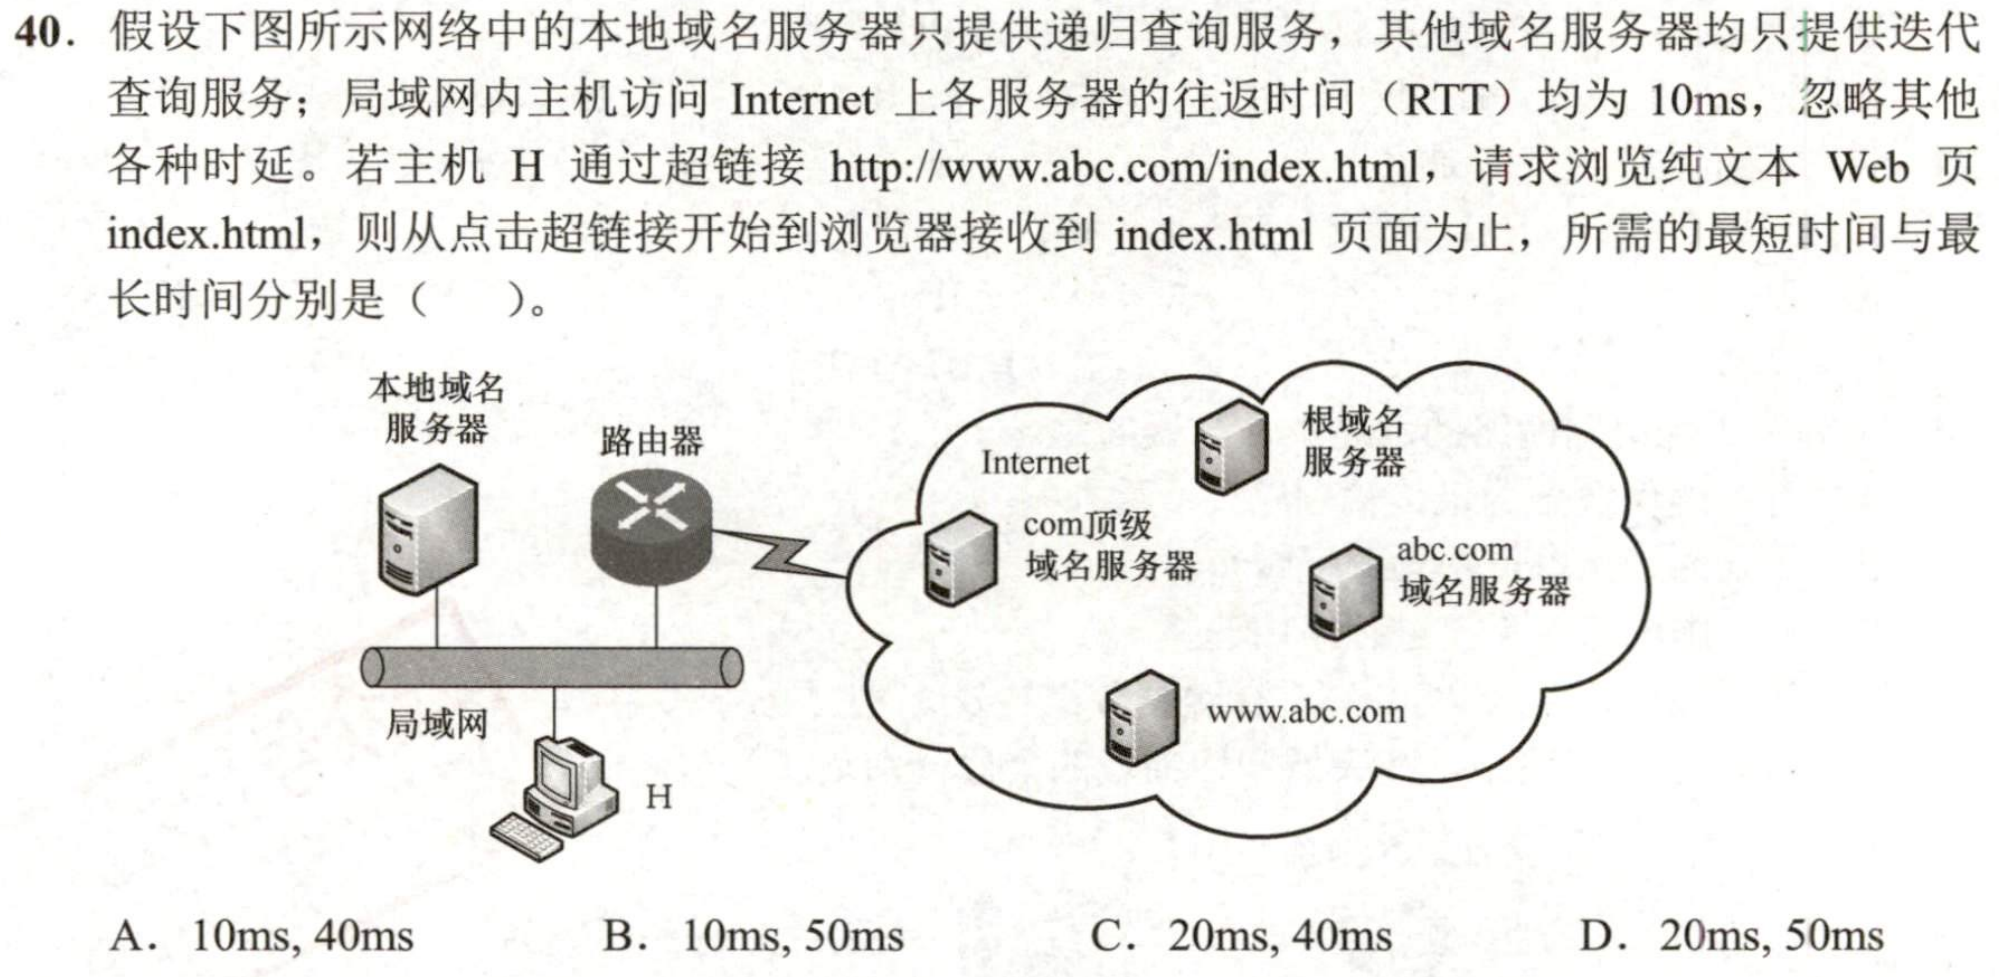 40. 假设下图所示网络中的本地域名服务器只提供递归查询服务，其他域名服务器均只提供迭代
查询服务；局域网内主机访问 Internet 上各服务器的往返时间（RTT）均为 10ms，忽略其他
各种时延。若主机 H 通过超链接 http://www.abc.com/index.html，请求浏览纯文本 Web 页
index.html，则从点击超链接开始到浏览器接收到 index.html 页面为止，所需的最短时间与最
长时间分别是（ ）。
本地域名
服务器
路由器
Internet
根域名
服务器
com顶级
域名服务器
abc.com
域名服务器
www.abc.com
局域网
H
A. 10ms, 40ms B. 10ms, 50ms C. 20ms, 40ms D. 20ms, 50ms